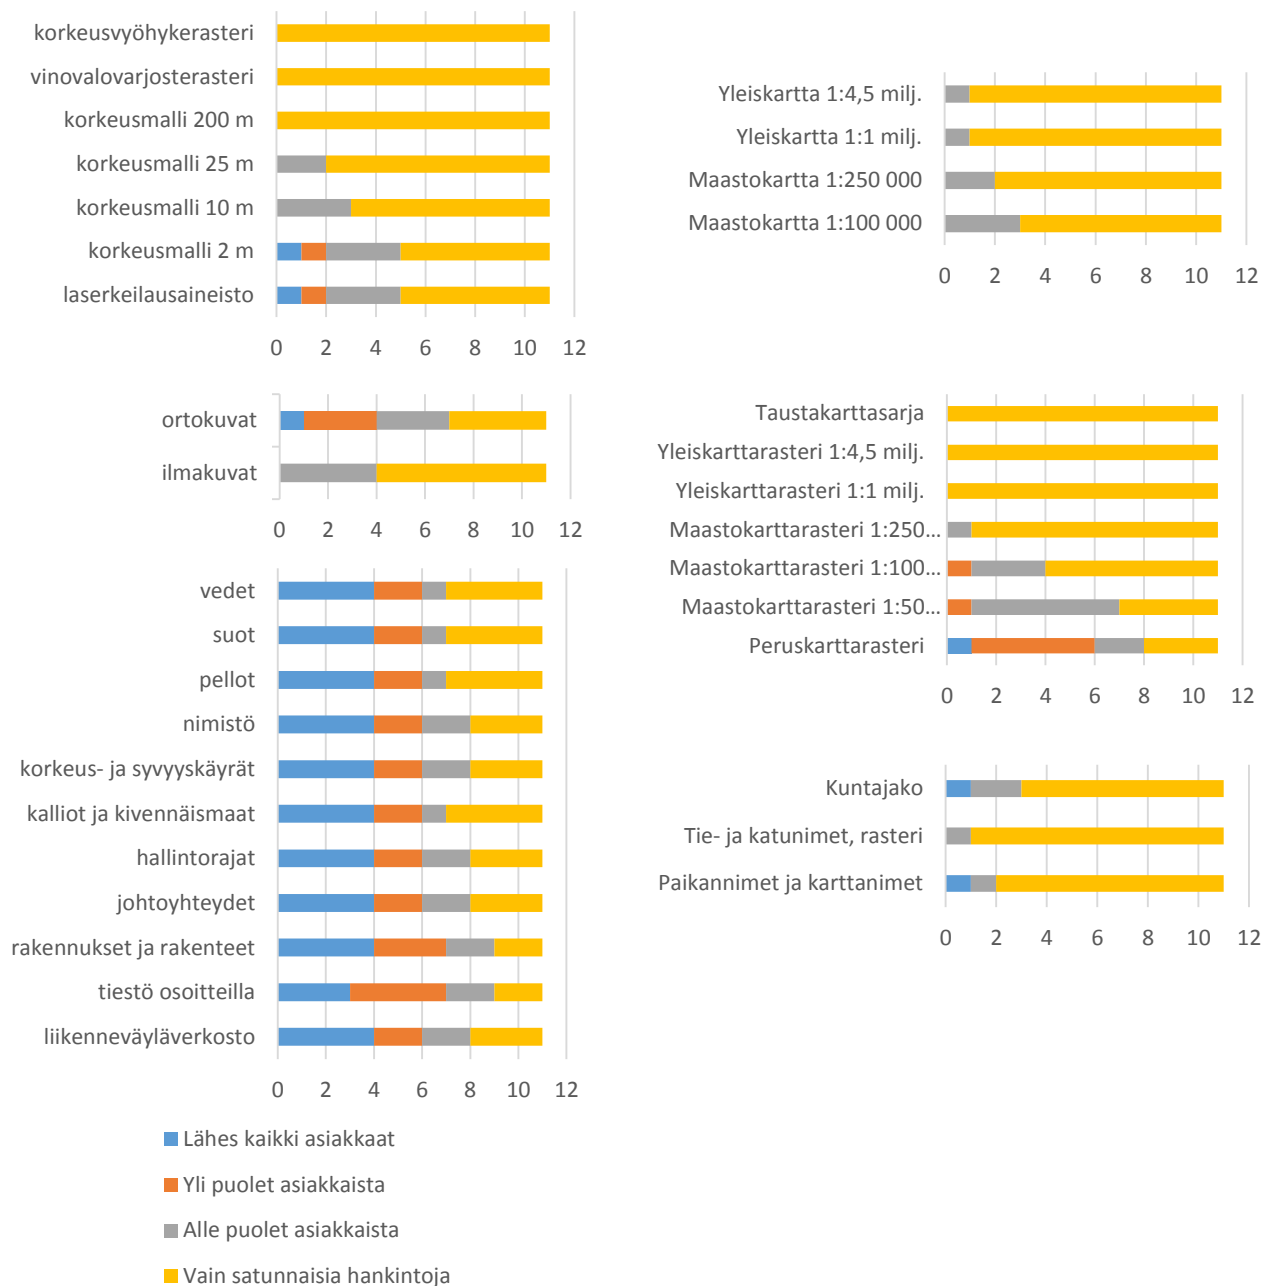 korkeusvyöhykerasteri
vinovalovarjosterasteri
korkeusmalli 200 m
korkeusmalli 25 m
korkeusmalli 10 m
korkeusmalli 2 m
laserkeilausaineisto
0 2 4 6 8 10 12
ortokuvat
ilmakuvat
0 2 4 6 8 10 12
vedet
suot
pellot
nimistö
korkeus- ja syvyyskäyrät
kalliot ja kivennäismaat
hallintorajat
johtoyhteydet
rakennukset ja rakenteet
tiestö osoitteilla
liikenneväyläverkosto
0 2 4 6 8 10 12
Lähes kaikki asiakkaat
Yli puolet asiakkaista
Alle puolet asiakkaista
Vain satunnaisia hankintoja
Yleiskartta 1:4,5 milj.
Yleiskartta 1:1 milj.
Maastokartta 1:250 000
Maastokartta 1:100 000
0 2 4 6 8 10 12
Taustakarttasarja
Yleiskarttarasteri 1:4,5 milj.
Yleiskarttarasteri 1:1 milj.
Maastokarttarasteri 1:250...
Maastokarttarasteri 1:100...
Maastokarttarasteri 1:50...
Peruskarttarasteri
0 2 4 6 8 10 12
Kuntajako
Tie- ja katunimet, rasteri
Paikannimet ja karttanimet
0 2 4 6 8 10 12